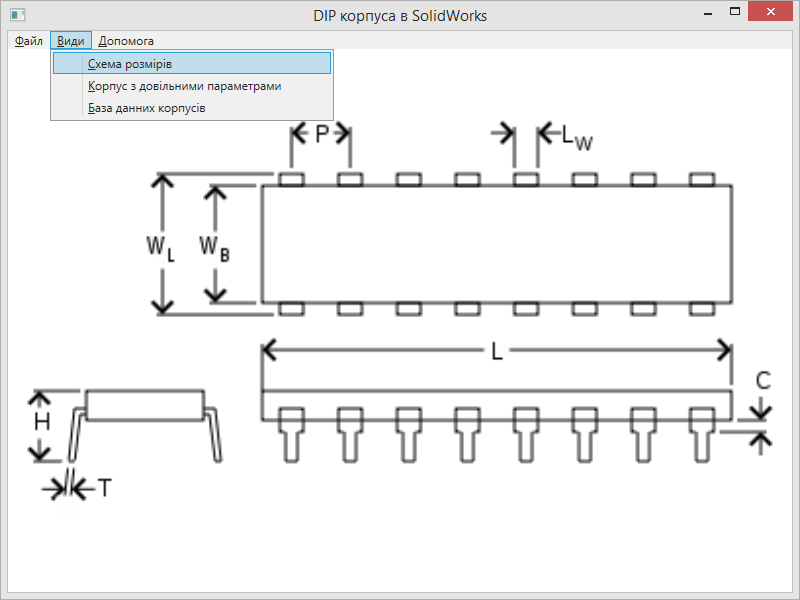 DIP корпуса в SolidWorks
Файл Види Допомога
Схема розмірів
Корпус з довільними параметрами
База данних корпусів
P LW
WL WB
L
C
H
T